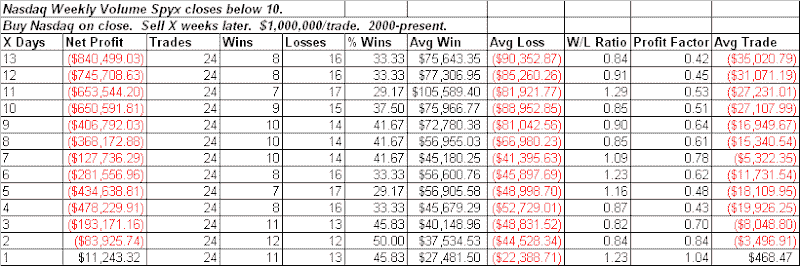 Nasdaq Weekly Volume Spyx closes below 10.
Buy Nasdaq on close. Sell X weeks later. $1,000,000/trade. 2000-present.
X Days Net Profit Trades Wins Losses % Wins Avg Win Avg Loss W/L Ratio Profit Factor Avg Trade
13 ($840,499.03) 24 8 16 33.33 $75,643.35 ($90,352.87) 0.84 0.42 ($35,020.79)
12 ($745,708.63) 24 8 16 33.33 $77,306.95 ($85,260.26) 0.91 0.45 ($31,071.19)
11 ($653,544.20) 24 7 17 29.17 $105,589.40 ($81,921.77) 1.29 0.53 ($27,231.01)
10 ($650,591.81) 24 9 15 37.50 $75,966.77 ($88,952.85) 0.85 0.51 ($27,107.99)
9 ($406,792.03) 24 10 14 41.67 $72,780.38 ($81,042.56) 0.90 0.64 ($16,949.67)
8 ($368,172.88) 24 10 14 41.67 $56,955.03 ($66,980.23) 0.85 0.61 ($15,340.54)
7 ($127,736.29) 24 10 14 41.67 $45,180.25 ($41,395.63) 1.09 0.78 ($5,322.35)
6 ($281,556.96) 24 8 16 33.33 $56,600.76 ($45,897.69) 1.23 0.62 ($11,731.54)
5 ($434,638.81) 24 7 17 29.17 $56,905.58 ($48,998.70) 1.16 0.48 ($18,109.95)
4 ($478,229.91) 24 8 16 33.33 $45,679.29 ($52,729.01) 0.87 0.43 ($19,926.25)
3 ($193,171.16) 24 11 13 45.83 $40,148.96 ($48,831.52) 0.82 0.70 ($8,048.80)
2 ($83,925.74) 24 12 12 50.00 $37,534.53 ($44,528.34) 0.84 0.84 ($3,496.91)
1 $11,243.32 24 11 13 45.83 $27,481.50 ($22,388.71) 1.23 1.04 $468.47